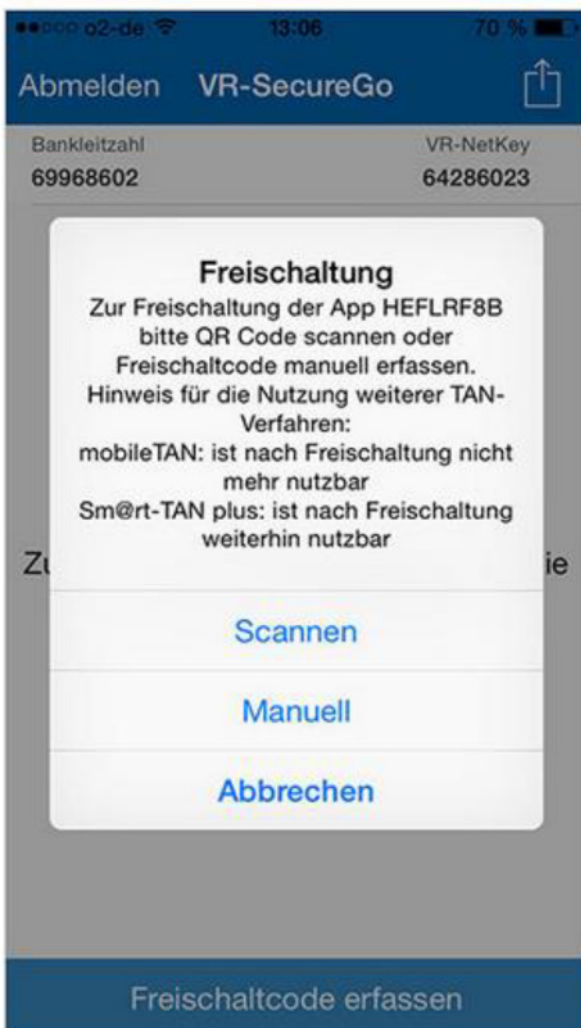 o2-de 13:06 70 %
Abmelden VR-SecureGo
Bankleitzahl VR-NetKey
69968602 64286023
Freischaltung
Zur Freischaltung der App HEFLRF8B
bitte QR Code scannen oder
Freischaltcode manuell erfassen.
Hinweis für die Nutzung weiterer TAN-
Verfahren:
mobileTAN: ist nach Freischaltung nicht
mehr nutzbar
Sm@rt-TAN plus: ist nach Freischaltung
weiterhin nutzbar
Scannen
Manuell
Abbrechen
Freischaltcode erfassen